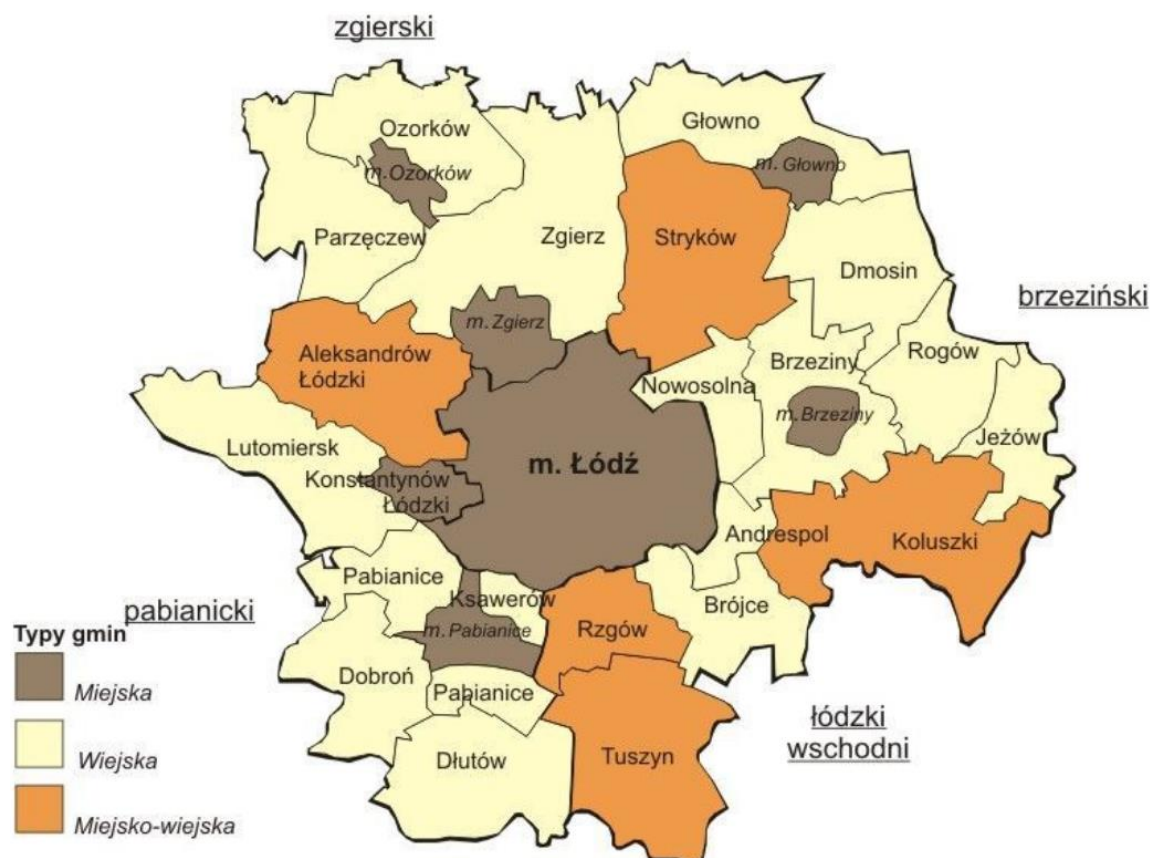 zgierski
Głowno
Ozorków
m. Głowno
m. Ozorków
Parzęczew
Zgierz
Stryków
Dmosin
brzeziński
m. Zgierz
Aleksandrów
Łódzki
Brzeziny
Rogów
Nowosolna
m. Brzeziny
Jeżów
Lutomiersk
m. Łódź
Konstantynów
Łódzki
Andrespol
Koluszki
Pabianice
Ksawerów
Brójce
pabianicki
m. Pabianice
Rzgów
Typy gmin
Miejska
Dobroń
Pabianice
łódzki
wschodni
Wiejska
Dłutów
Tuszyn
Miejsko-wiejska